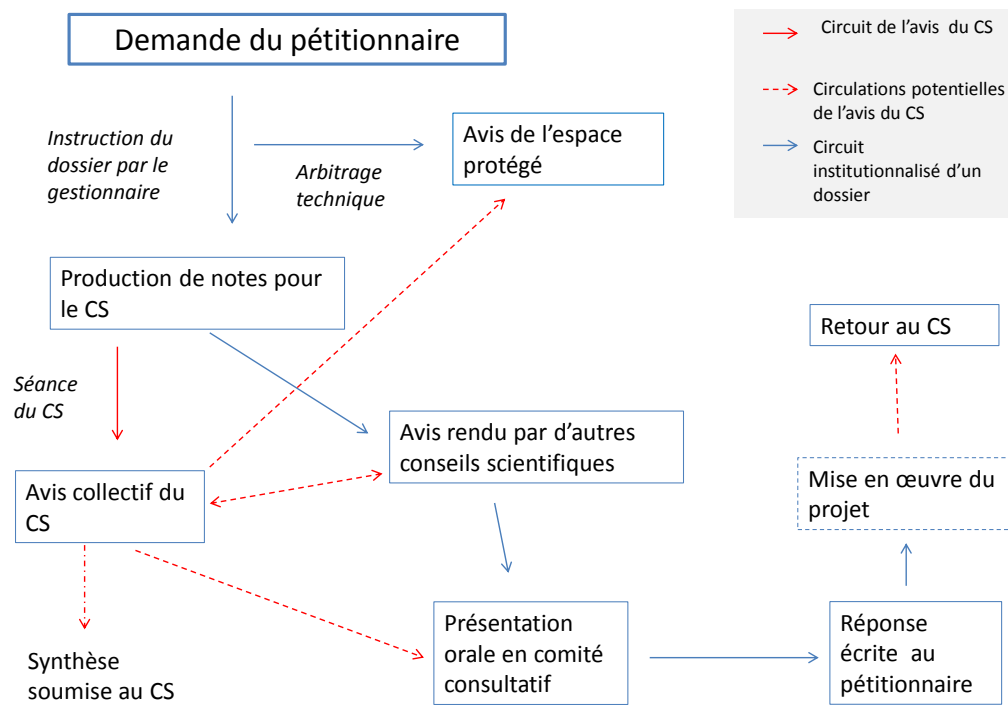 Demande du pétitionnaire
Circuit de l'avis du CS
Circulations potentielles
de l'avis du CS
Circuit
institutionnalisé d'un
dossier
Instruction du
dossier par le
gestionnaire
Arbitrage
technique
Avis de l'espace
protégé
Production de notes pour
le CS
Retour au CS
Séance
du CS
Avis rendu par d'autres
conseils scientifiques
Avis collectif du
CS
Mise en œuvre du
projet
Synthèse
soumise au CS
Présentation
orale en comité
consultatif
Réponse
écrite au
pétitionnaire